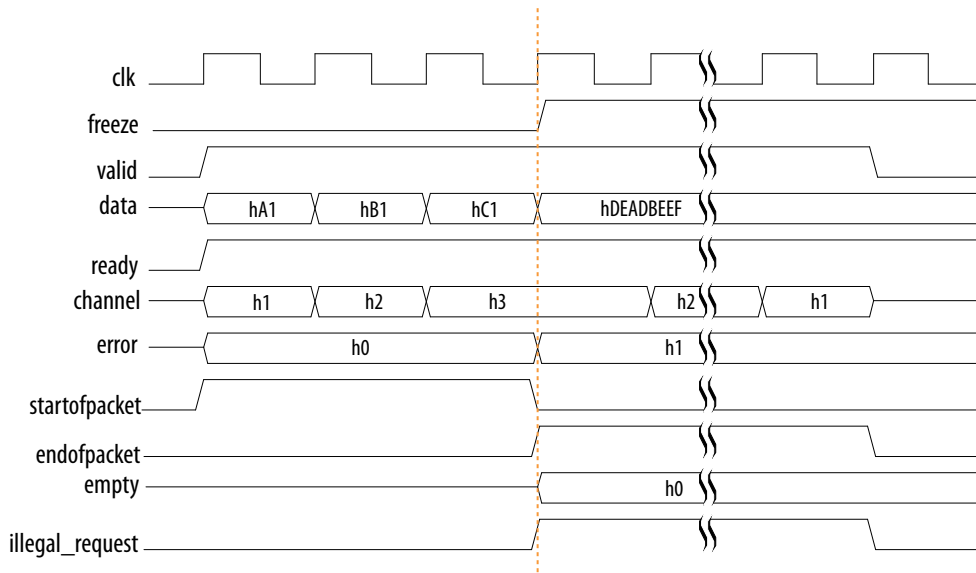 clk
freeze
valid
data hA1 hB1 hC1 hDEADBEEF
ready
channel h1 h2 h3 h2 h1
error h0 h1
startofpacket
endofpacket
empty h0
illegal_request